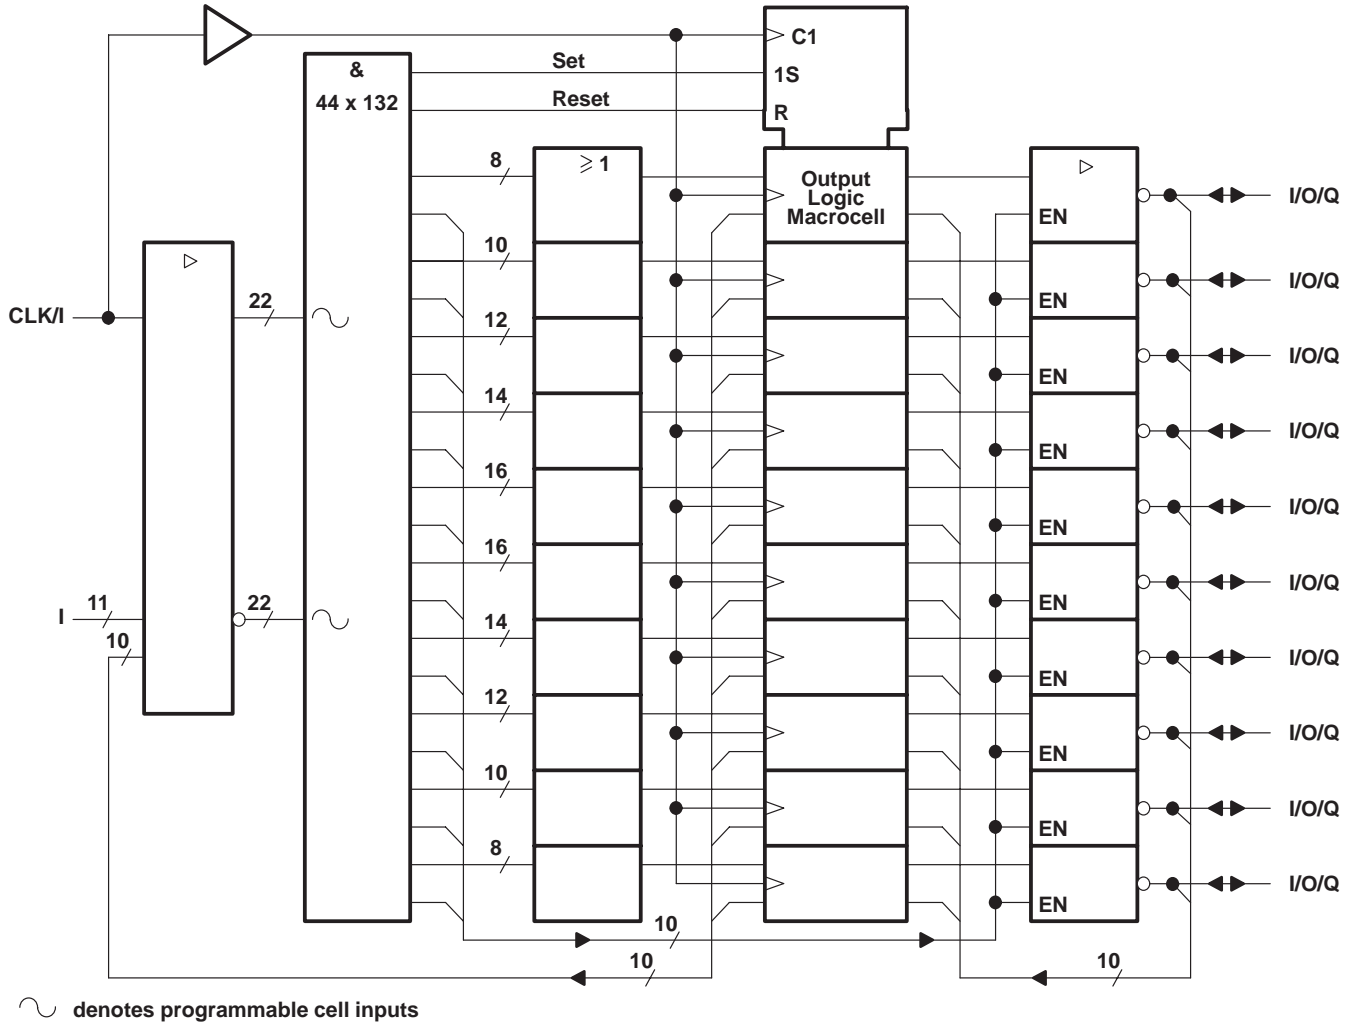 C1
Set
1S
Reset
R
&
44 x 132
8
≥ 1
Output
Logic
Macrocell
EN
I/O/Q
10
EN
I/O/Q
CLK/I
22
12
EN
I/O/Q
14
EN
I/O/Q
16
EN
I/O/Q
16
EN
I/O/Q
I
11
10
22
14
EN
I/O/Q
12
EN
I/O/Q
10
EN
I/O/Q
8
EN
I/O/Q
10
10
10
denotes programmable cell inputs